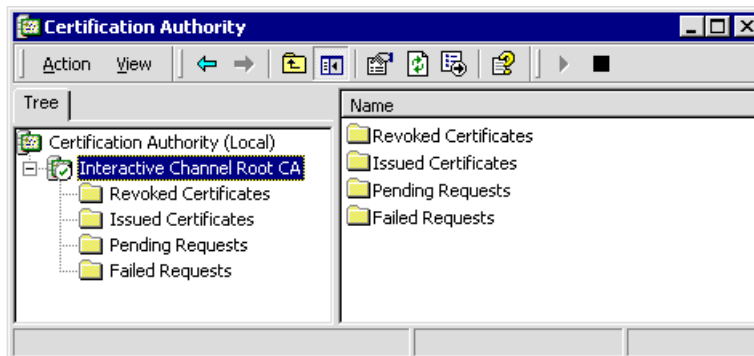 Certification Authority
Action View
Tree
Certification Authority (Local)
Interactive Channel Root CA
Revoked Certificates
Issued Certificates
Pending Requests
Failed Requests
Name
Revoked Certificates
Issued Certificates
Pending Requests
Failed Requests